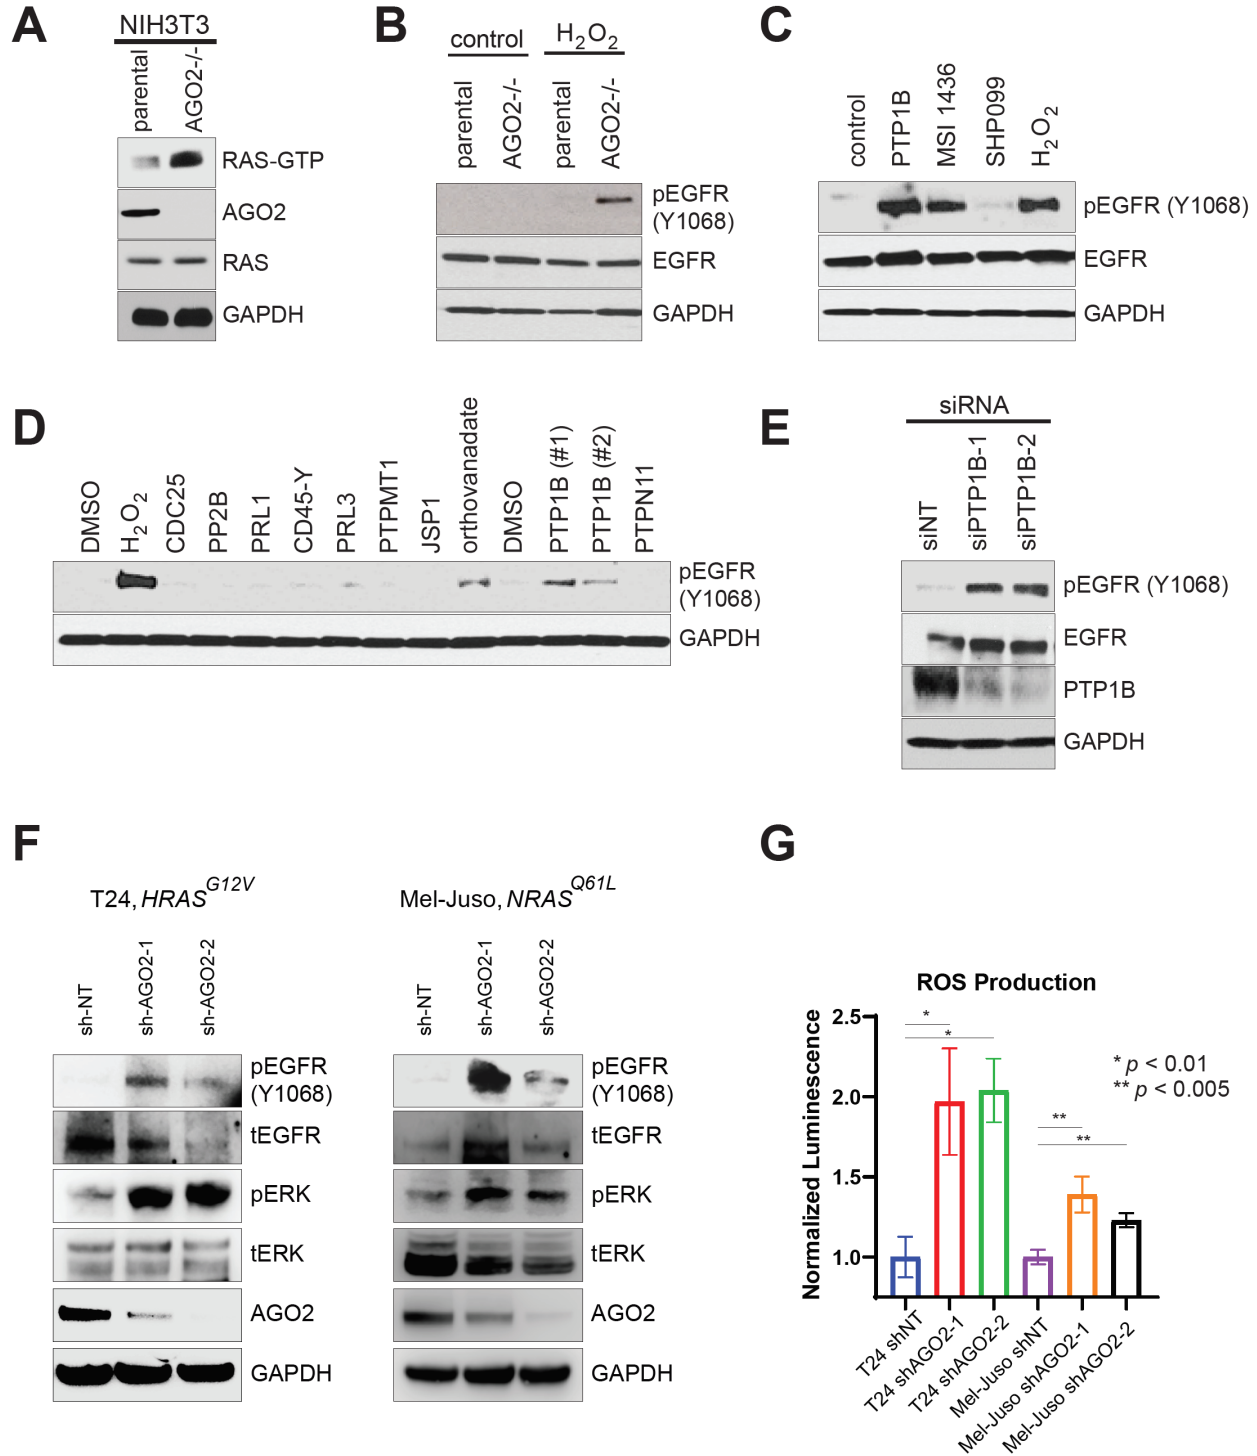 A
NIH3T3
parental
AGO2-/-
RAS-GTP
AGO2
RAS
GAPDH
B
control
H2O2
parental
AGO2-/-
parental
AGO2-/-
pEGFR
(Y1068)
EGFR
GAPDH
C
control
PTP1B
MSI 1436
SHP099
H2O2
pEGFR (Y1068)
EGFR
GAPDH
D
DMSO
H2O2
CDC25
PP2B
PRL1
CD45-Y
PRL3
PTPMT1
JSP1
orthovanadate
DMSO
PTP1B (#1)
PTP1B (#2)
PTPN11
pEGFR
(Y1068)
GAPDH
E
siRNA
siNT
siPTP1B-1
siPTP1B-2
pEGFR (Y1068)
EGFR
PTP1B
GAPDH
F
T24, HRAS G12V
sh-NT
sh-AGO2-1
sh-AGO2-2
pEGFR
(Y1068)
tEGFR
pERK
tERK
AGO2
GAPDH
Mel-Juso, NRAS Q61L
sh-NT
sh-AGO2-1
sh-AGO2-2
pEGFR
(Y1068)
tEGFR
pERK
tERK
AGO2
GAPDH
G
ROS Production
Normalized Luminescence
2.5
2.0
1.5
1.0
*
*
**
**
* p < 0.01
** p < 0.005
T24 shNT
T24 shAGO2-1
T24 shAGO2-2
Mel-Juso shNT
Mel-Juso shAGO2-1
Mel-Juso shAGO2-2